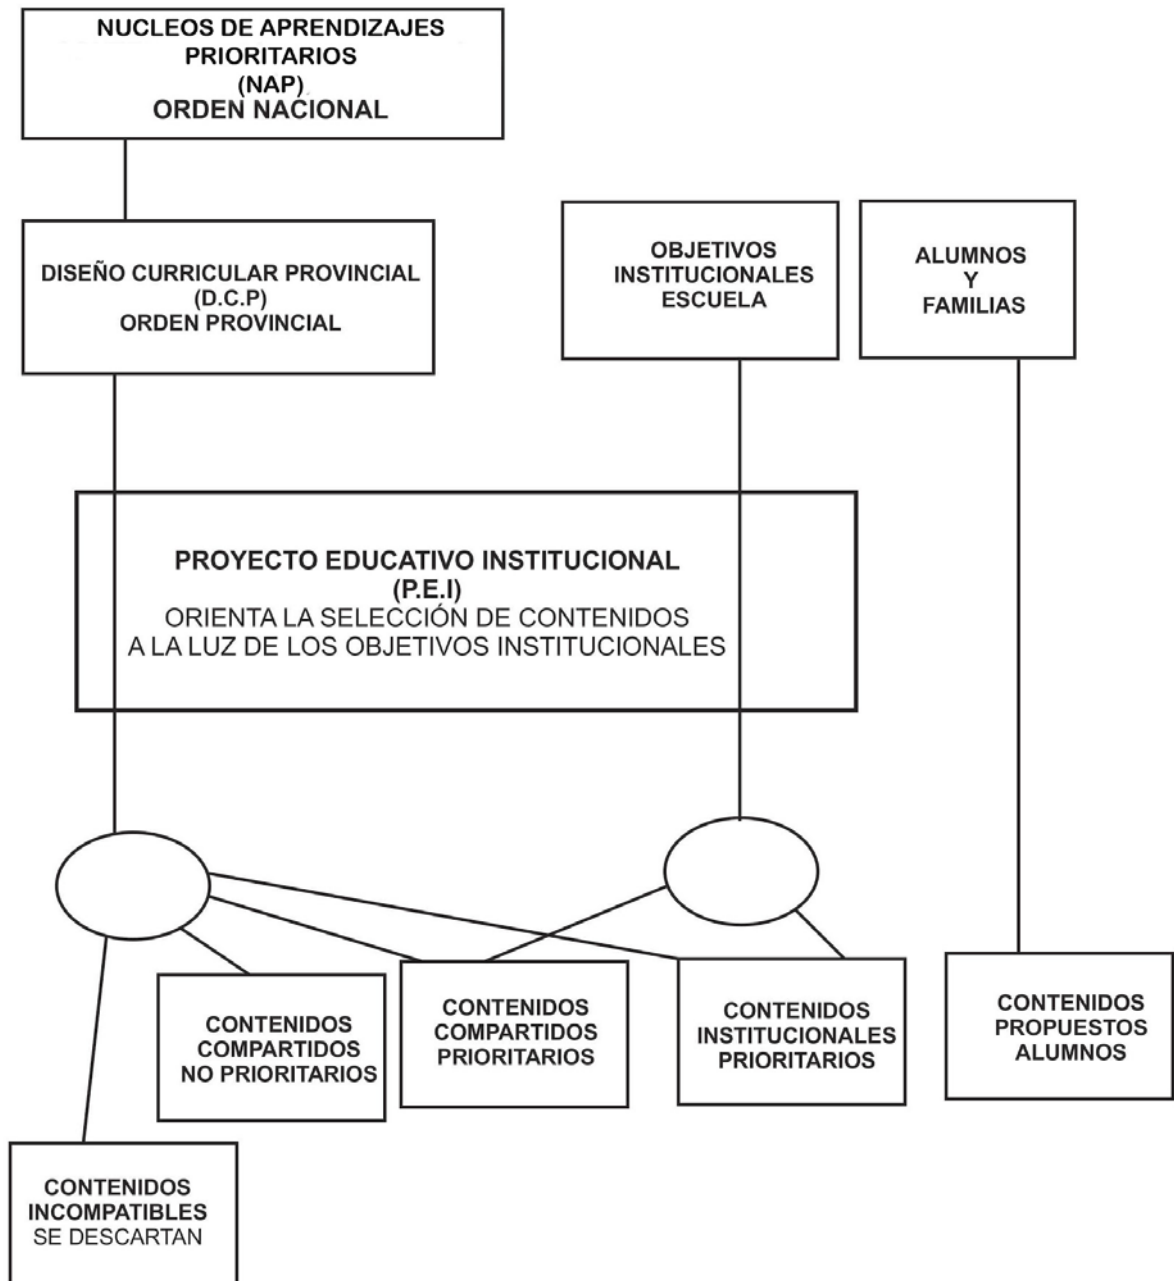 NUCLEOS DE APRENDIZAJES
PRIORITARIOS
(NAP)
ORDEN NACIONAL
DISEÑO CURRICULAR PROVINCIAL
(D.C.P)
ORDEN PROVINCIAL
OBJETIVOS
INSTITUCIONALES
ESCUELA
ALUMNOS
Y
FAMILIAS
PROYECTO EDUCATIVO INSTITUCIONAL
(P.E.I)
ORIENTA LA SELECCIÓN DE CONTENIDOS
A LA LUZ DE LOS OBJETIVOS INSTITUCIONALES
CONTENIDOS
COMPARTIDOS
NO PRIORITARIOS
CONTENIDOS
COMPARTIDOS
PRIORITARIOS
CONTENIDOS
INSTITUCIONALES
PRIORITARIOS
CONTENIDOS
PROPUESTOS
ALUMNOS
CONTENIDOS
INCOMPATIBLES
SE DESCARTAN